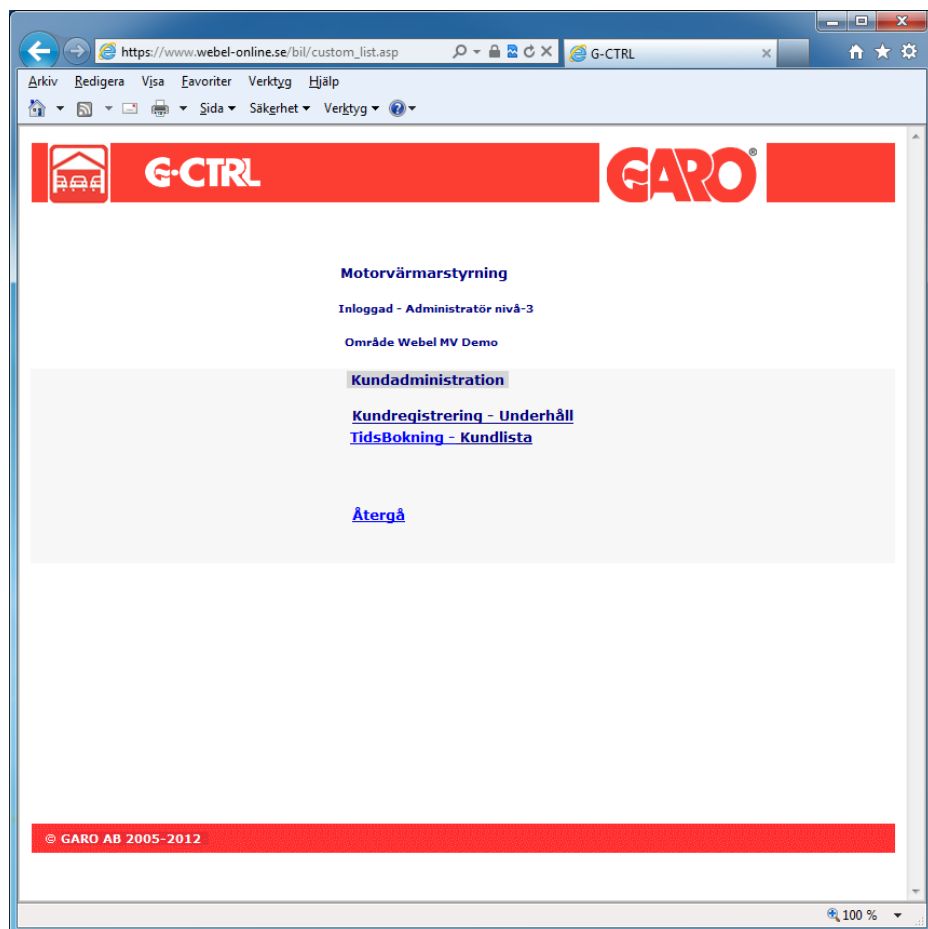 https://www.webel-online.se/bil/custom_list.asp
G-CTRL
Arkiv Redigera Visa Favoriter Verktyg Hjälp
Sida Säkerhet Verktyg
G·CTRL
GARO®
Motorvärmarstyrning
Inloggad - Administratör nivå-3
Område Webel MV Demo
Kundadministration
Kundregistrering - Underhåll
TidsBokning - Kundlista
Återgå
© GARO AB 2005-2012
100 %